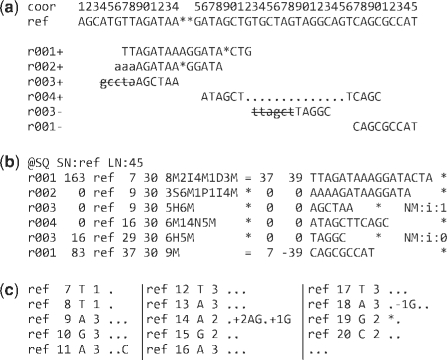 (a) coor 12345678901234  5678901234567890123456789012345
ref AGCATGTTAGATAA**GATAGCTGTGCTAGTAGGCAGTCAGCGCCAT
r001+ TTAGATAAAGGATA*CTG
r002+ aaaAGATAA*GGATA
r003+ gcctaAGCTAA
r004+ ATAGCT..............TCAGC
r003- ttagctTAGGC
r001- CAGCGCCAT
(b) @SQ SN:ref LN:45
r001 163 ref 7 30 8M2I4M1D3M = 37 39 TTAGATAAAGGATACTA *
r002 0 ref 9 30 3S6M1P1I4M * 0 0 AAAAGATAAGGATA *
r003 0 ref 9 30 5H6M * 0 0 AGCTAA * NM:i:1
r004 0 ref 16 30 6M14N5M * 0 0 ATAGCTTCAGC *
r003 16 ref 29 30 6H5M * 0 0 TAGGC * NM:i:0
r001 83 ref 37 30 9M = 7 -39 CAGCGCCAT *
(c) ref 7 T 1 . ref 12 T 3 ... ref 17 T 3 ...
ref 8 T 1 . ref 13 A 3 ... ref 18 A 3 .-1G..
ref 9 A 3 ... ref 14 A 2 .+2AG.+1G. ref 19 G 2 *.
ref 10 G 3 ... ref 15 G 2 .. ref 20 C 2 ..
ref 11 A 3 ..C ref 16 A 3 ... ...